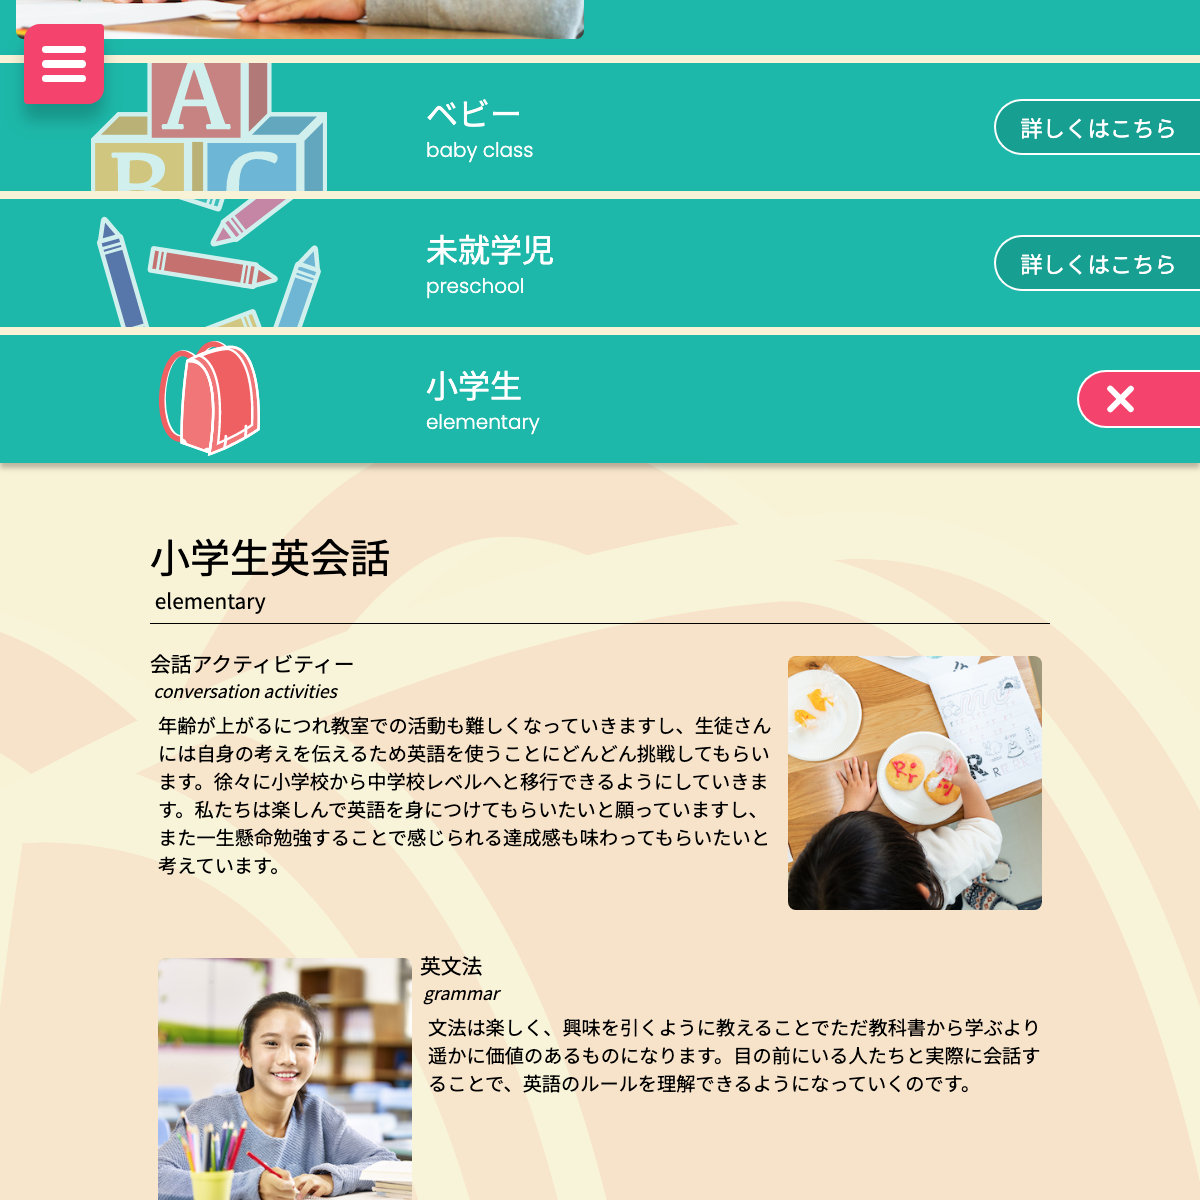 A
B C
ベビー
baby class
詳しくはこちら
未就学児
preschool
詳しくはこちら
小学生
elementary
小学生英会話
elementary
会話アクティビティー
conversation activities
年齢が上がるにつれ教室での活動も難しくなっていきますし、生徒さん
には自身の考えを伝えるため英語を使うことにどんどん挑戦してもらい
ます。徐々に小学校から中学校レベルへと移行できるようにしていきま
す。私たちは楽しんで英語を身につけてもらいたいと願っていますし、
また一生懸命勉強することで感じられる達成感も味わってもらいたいと
考えています。
英文法
grammar
文法は楽しく、興味を引くように教えることでただ教科書から学ぶより
遥かに価値のあるものになります。目の前にいる人たちと実際に会話す
ることで、英語のルールを理解できるようになっていくのです。